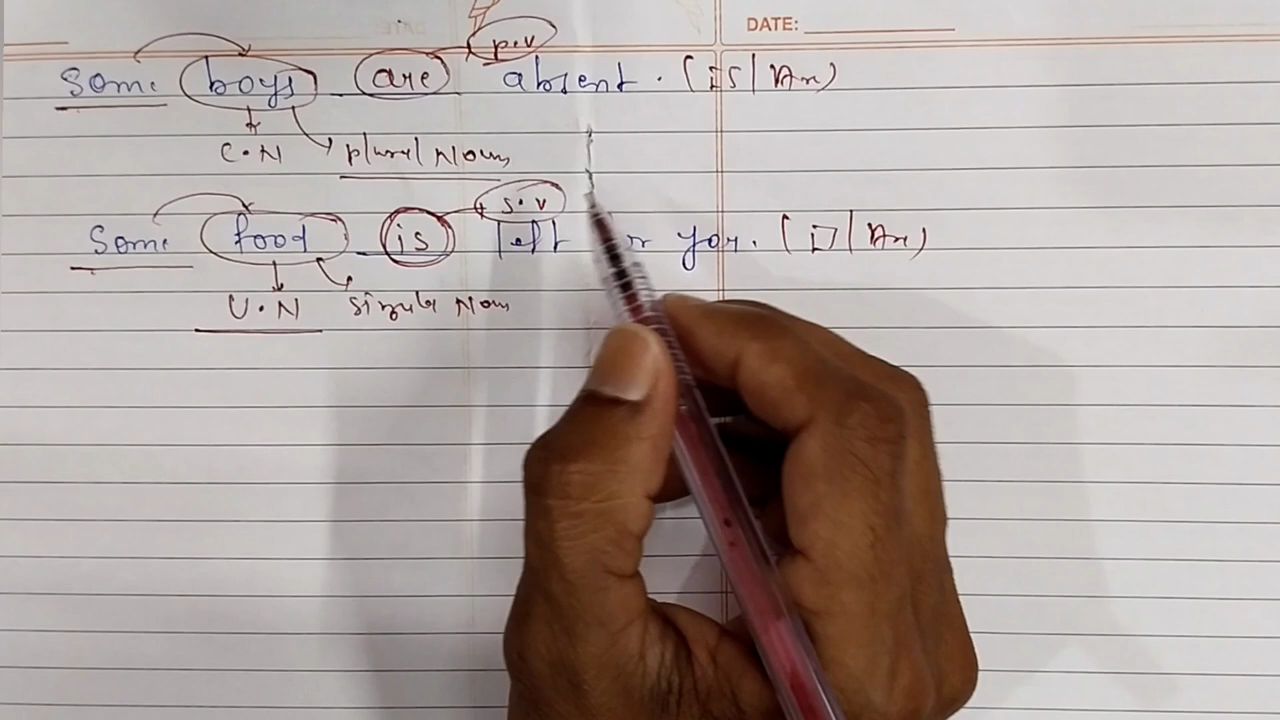 DATE:
p.v
Some boys are absent. (is/Are)
C.N plural Noun
s.v
Some food is left for you. (is/Are)
U.N Singular Noun